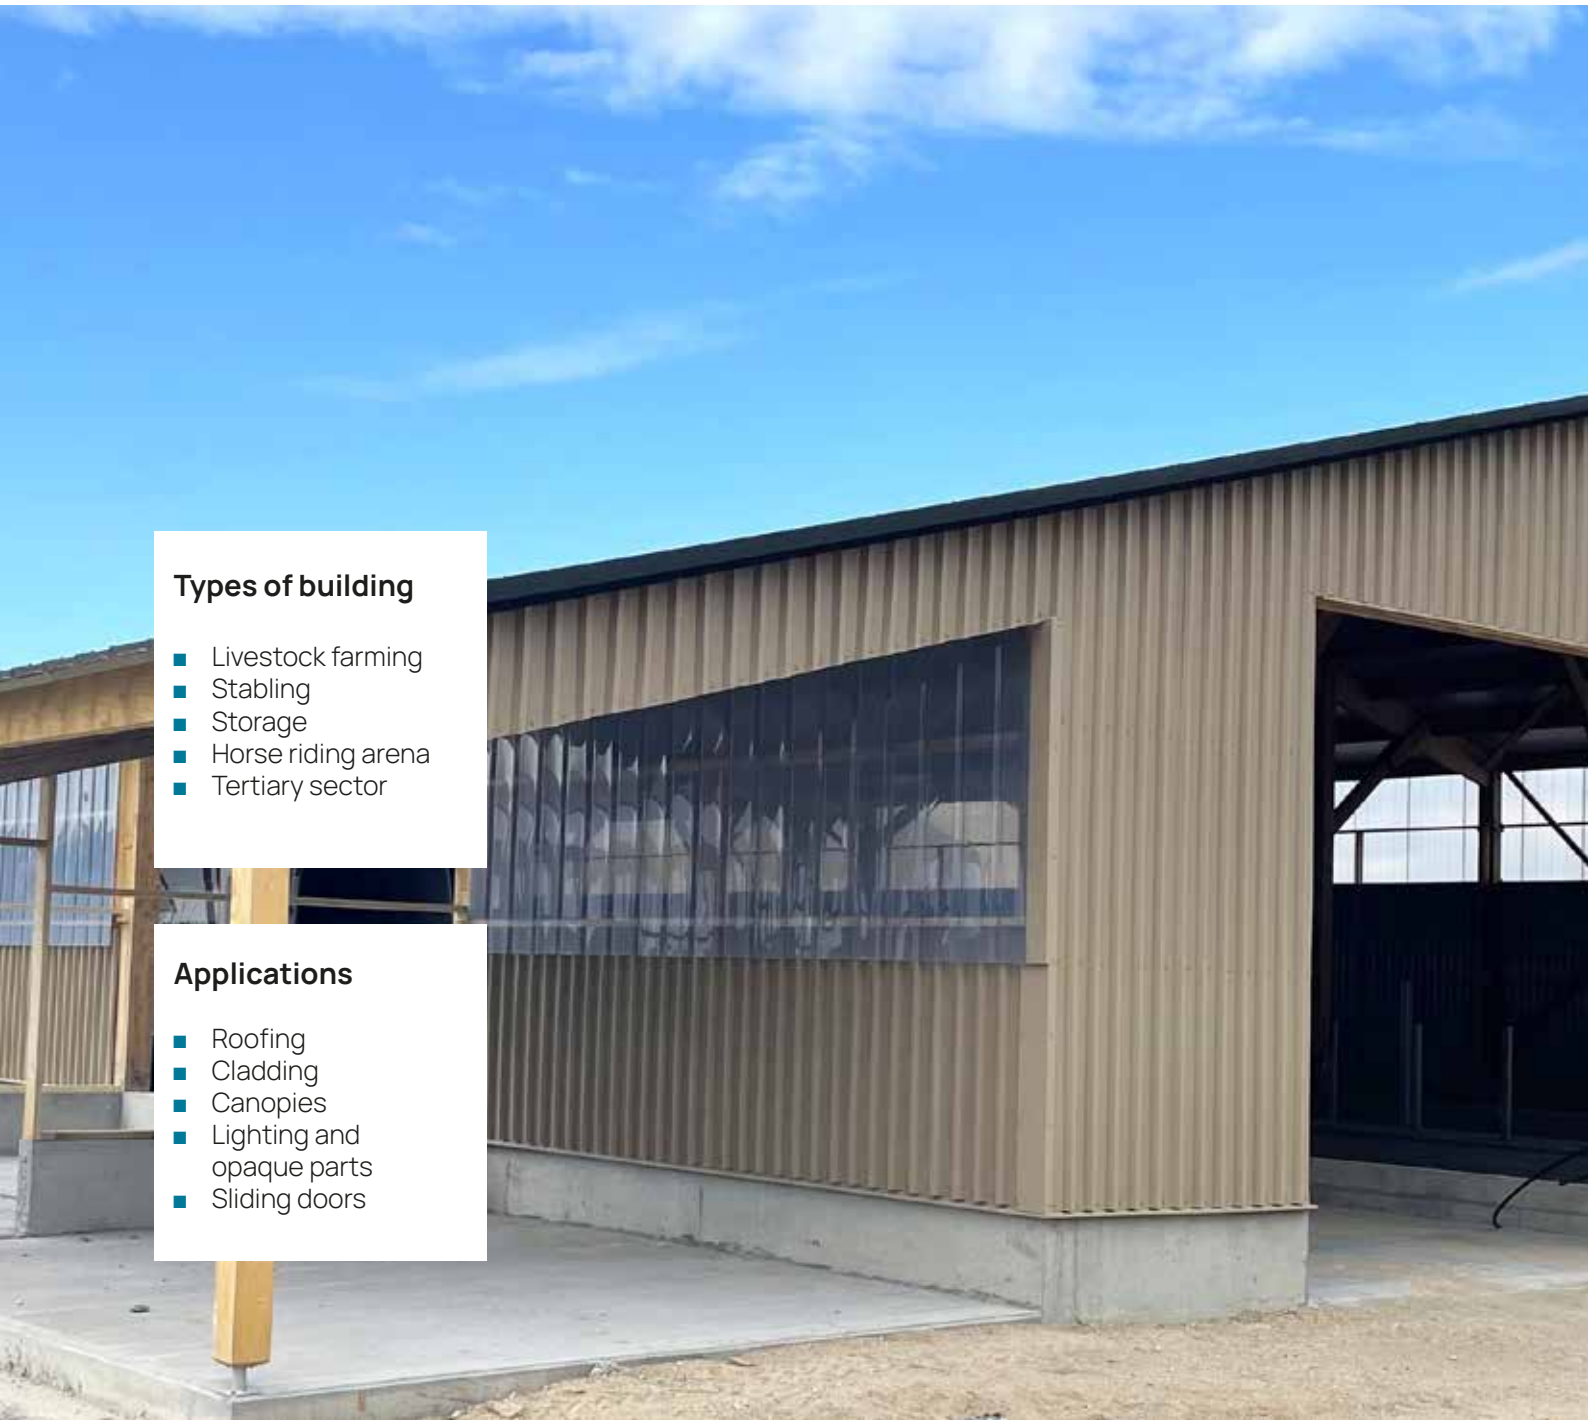 Types of building
Livestock farming
Stabling
Storage
Horse riding arena
Tertiary sector
Applications
Roofing
Cladding
Canopies
Lighting and
opaque parts
Sliding doors